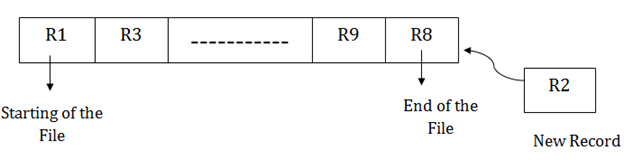 R1 R3 ----------- R9 R8
R2
Starting of the
File
End of the
File
New Record